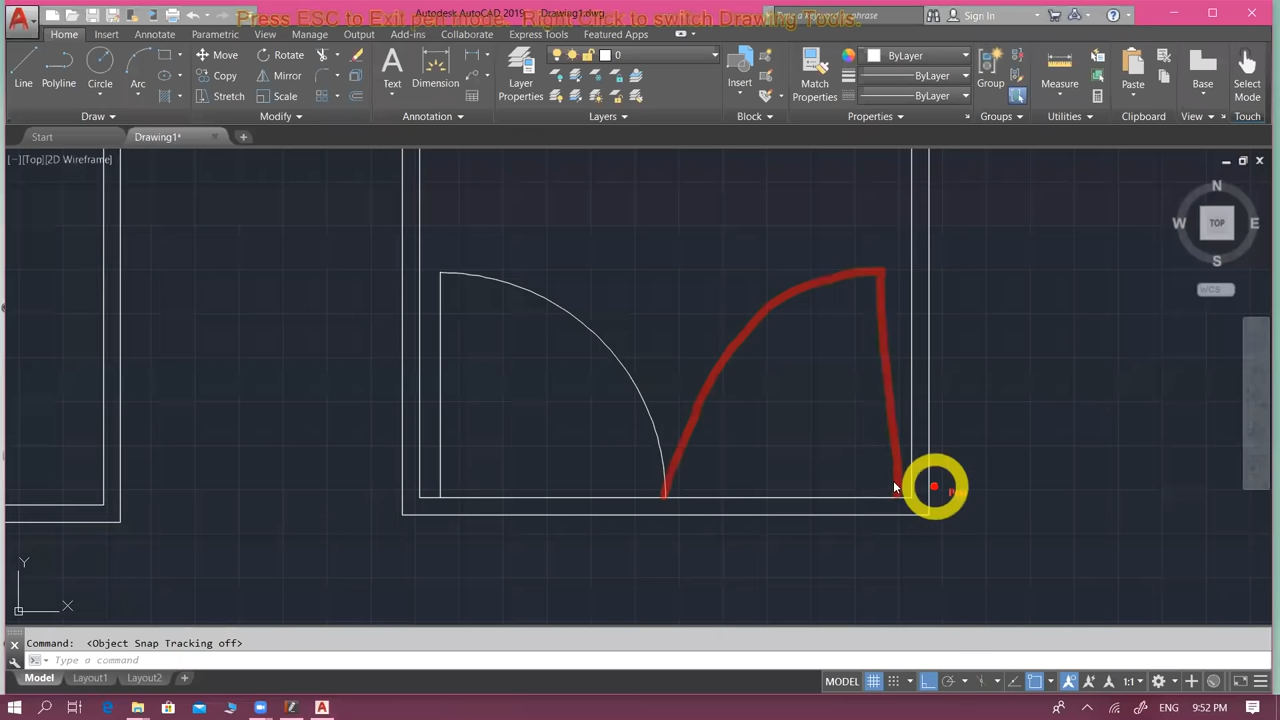 Press ESC to Exit pen mode. Right Click to switch Drawing Tools.
Autodesk AutoCAD 2019 Drawing1.dwg
Sign In
Home Insert Annotate Parametric View Manage Output Add-ins Collaborate Express Tools Featured Apps
Line Polyline Circle Arc
Move Rotate
Copy Mirror
Stretch Scale
Text Dimension
Layer Properties
0
Insert
Match Properties
ByLayer
ByLayer
ByLayer
Group
Measure
Paste
Base
Select Mode
Draw Modify Annotation Layers Block Properties Groups Utilities Clipboard View Touch
Start Drawing1* +
[−][Top][2D Wireframe]
N
W TOP E
S
WCS
Y
X
Command: <Object Snap Tracking off>
Type a command
Model Layout1 Layout2 +
MODEL 1:1
ENG 9:52 PM